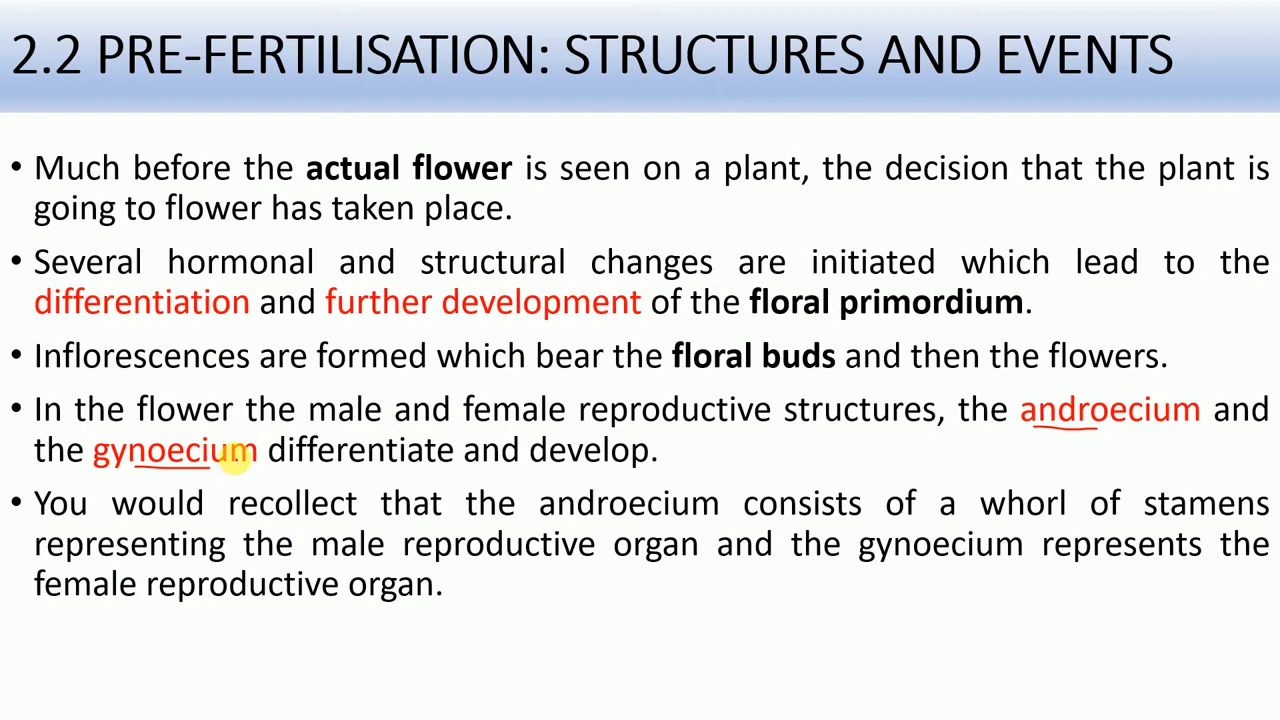 2.2 PRE-FERTILISATION: STRUCTURES AND EVENTS
• Much before the actual flower is seen on a plant, the decision that the plant is
going to flower has taken place.
• Several hormonal and structural changes are initiated which lead to the
differentiation and further development of the floral primordium.
• Inflorescences are formed which bear the floral buds and then the flowers.
• In the flower the male and female reproductive structures, the androecium and
the gynoecium differentiate and develop.
• You would recollect that the androecium consists of a whorl of stamens
representing the male reproductive organ and the gynoecium represents the
female reproductive organ.